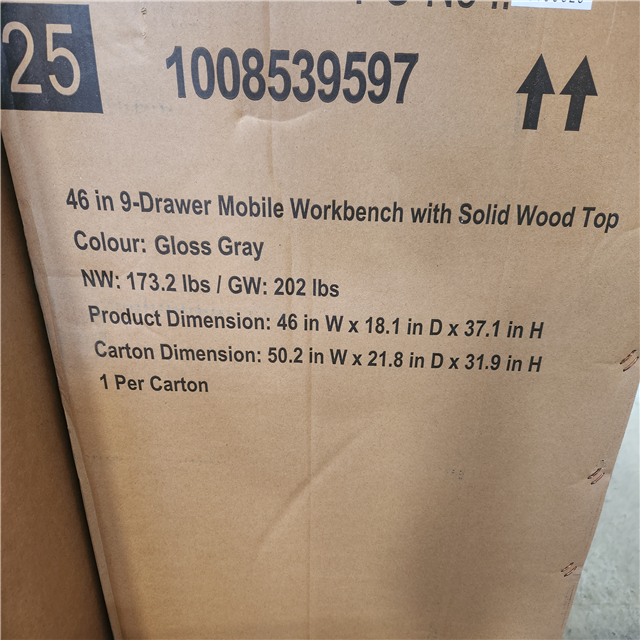 25
1008539597
46 in 9-Drawer Mobile Workbench with Solid Wood Top
Colour: Gloss Gray
NW: 173.2 lbs / GW: 202 lbs
Product Dimension: 46 in W x 18.1 in D x 37.1 in H
Carton Dimension: 50.2 in W x 21.8 in D x 31.9 in H
1 Per Carton